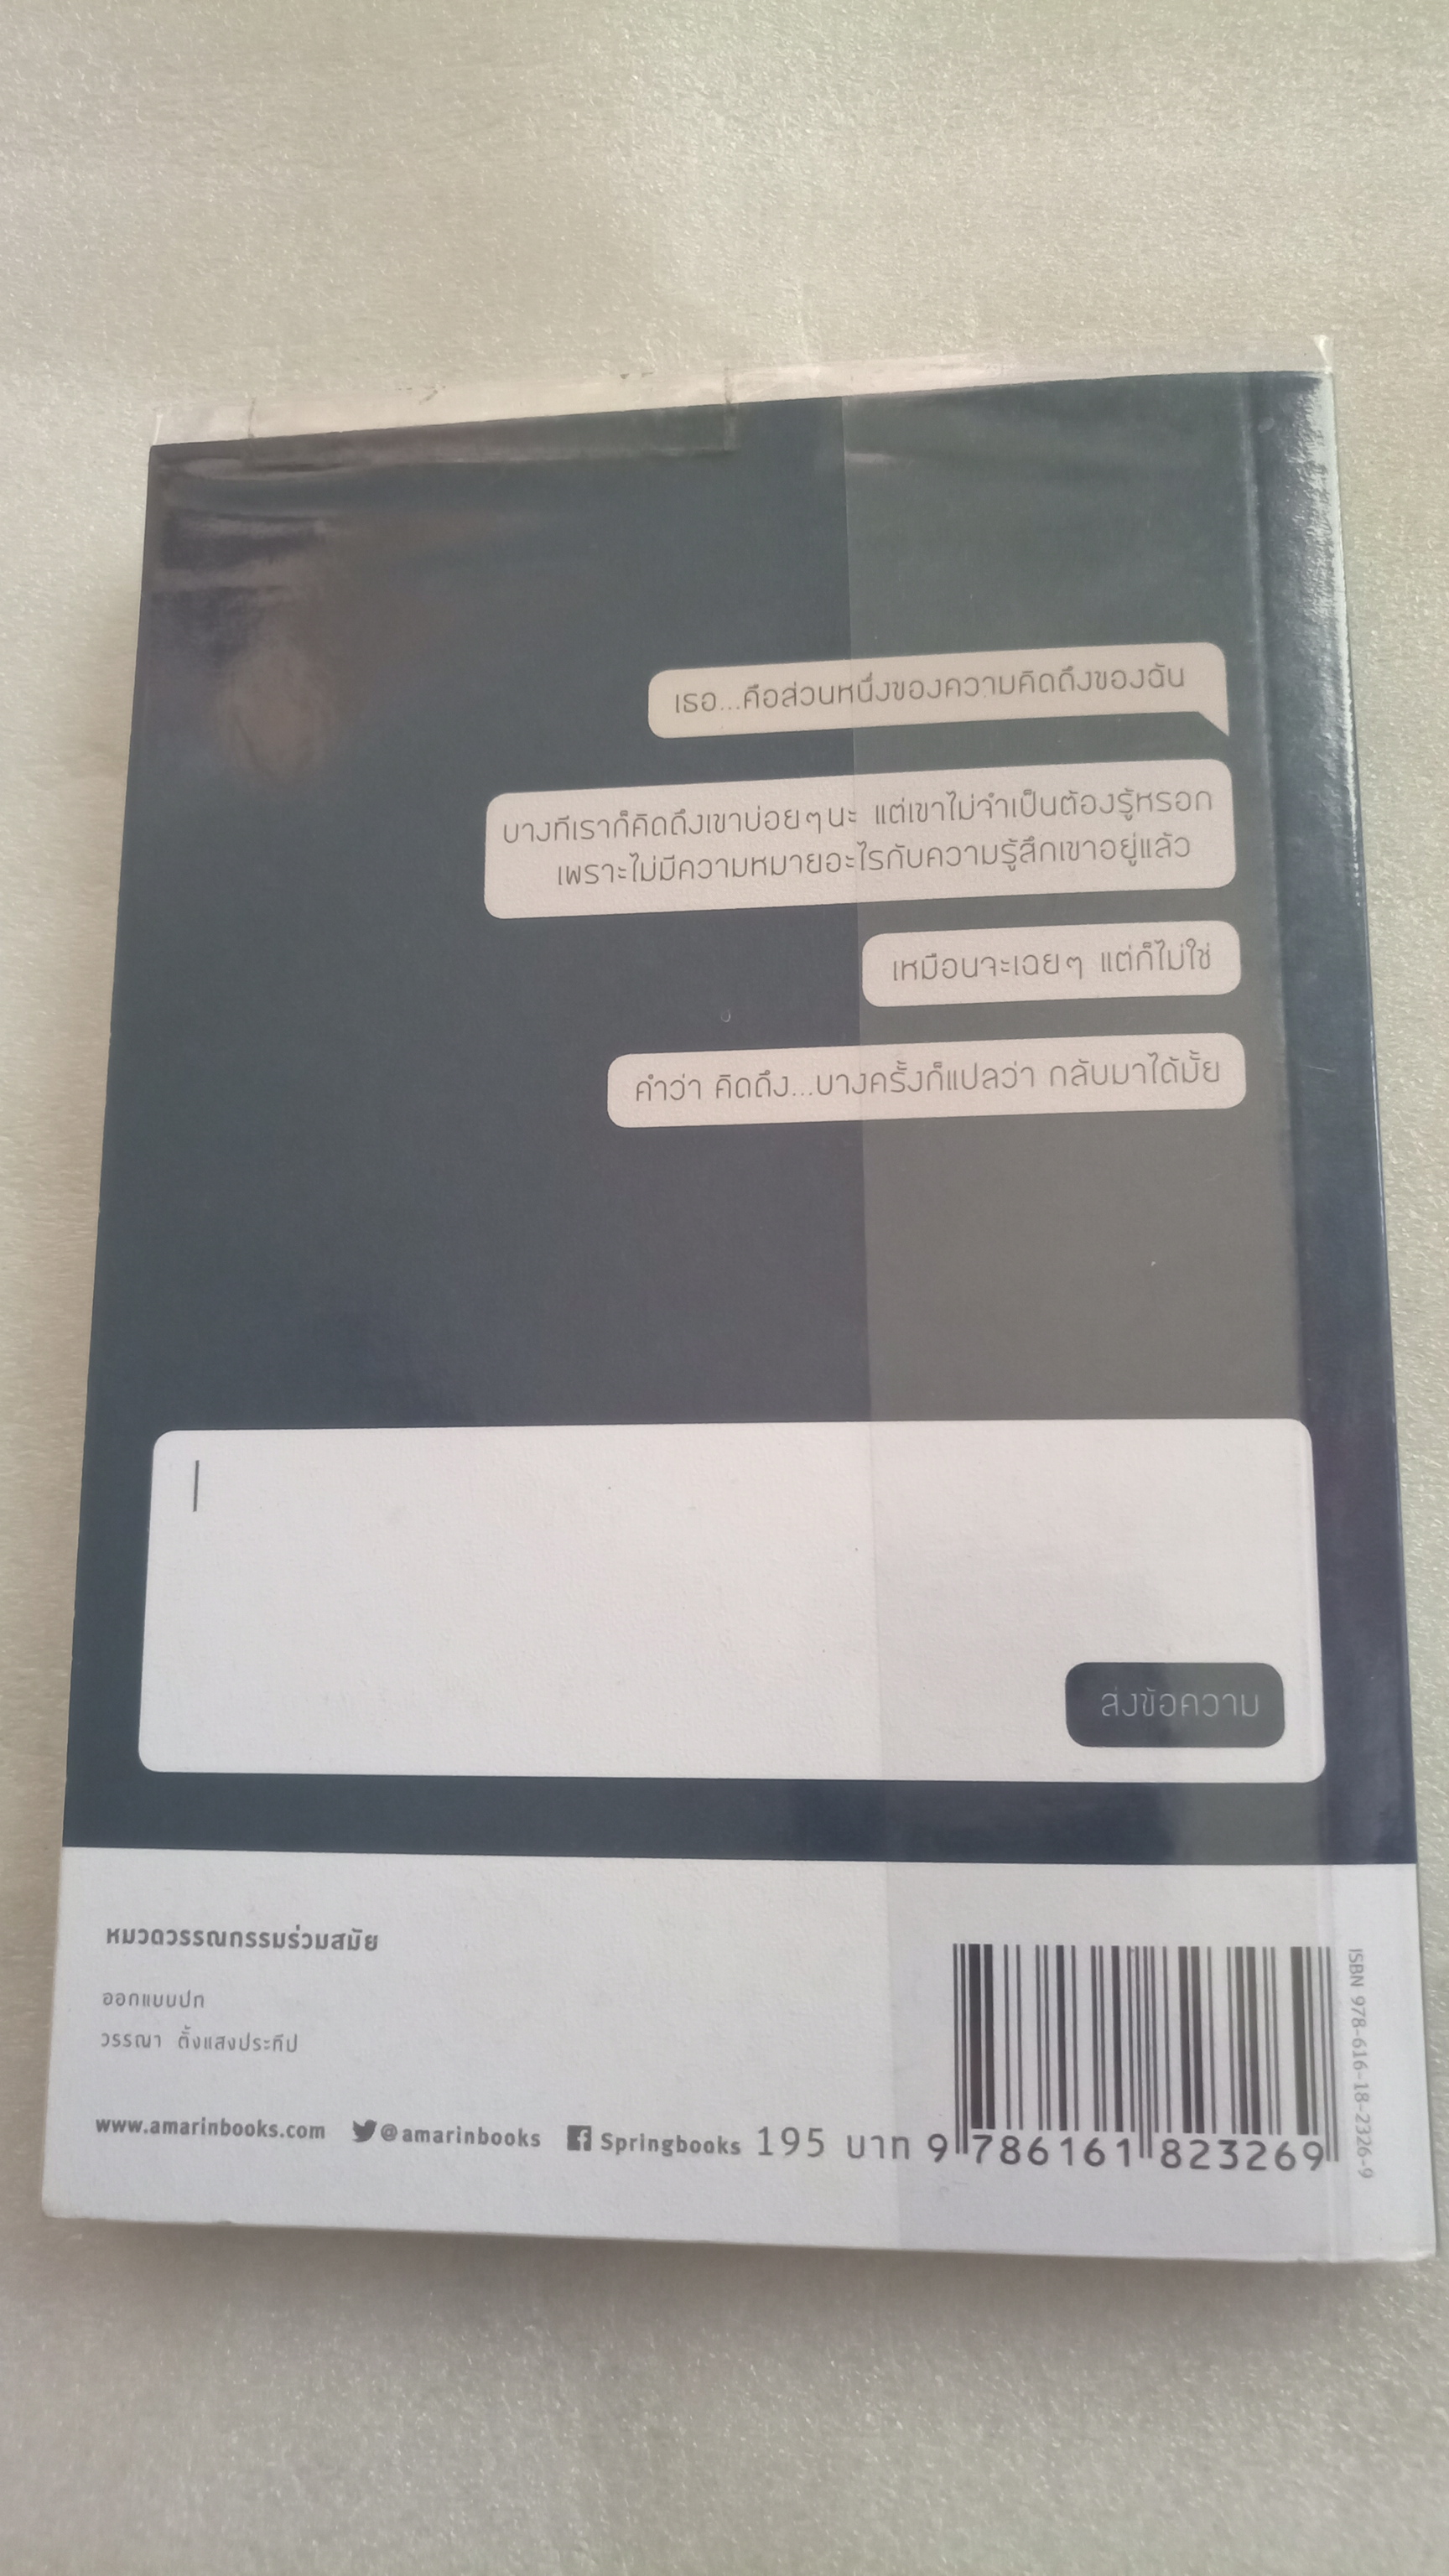 เธอ...คือส่วนหนึ่งของความคิดถึงของฉัน
บางทีเราก็คิดถึงเขาบ่อยๆนะ แต่เขาไม่จำเป็นต้องรู้หรอก
เพราะไม่มีความหมายอะไรกับความรู้สึกเขาอยู่แล้ว
เหมือนจะเฉยๆ แต่ก็ไม่ใช่
คำว่า คิดถึง...บางครั้งก็แปลว่า กลับมาได้มั้ย
ส่งข้อความ
หมวดวรรณกรรมร่วมสมัย
ออกแบบปก
วรรณา ตั้งแสงประทีป
www.amarinbooks.com @amarinbooks Springbooks 195 บาท
9 786161 823269
ISBN 978-616-18-2326-9